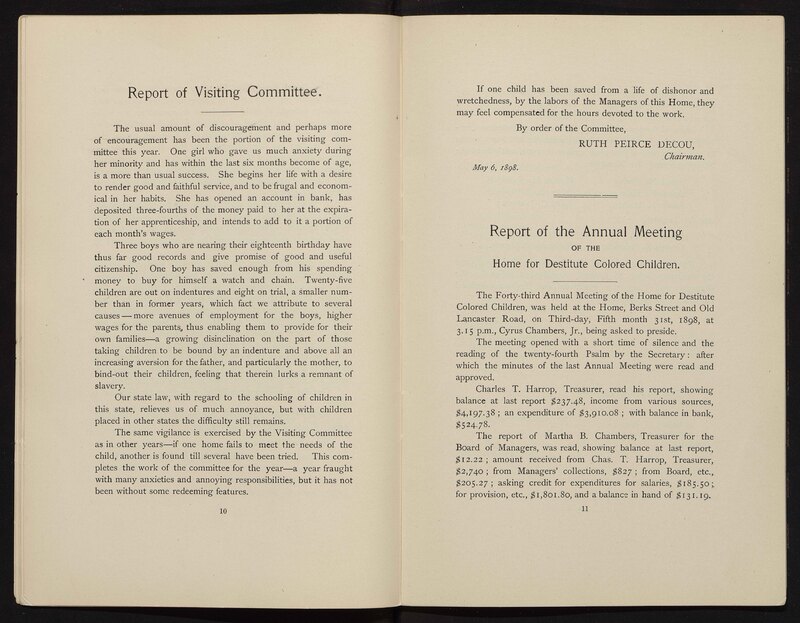 Report of Visiting Committee.
The usual amount of discouragement and perhaps more
of encouragement has been the portion of the visiting com-
mittee this year. One girl who gave us much anxiety during
her minority and has within the last six months become of age,
is a more than usual success. She begins her life with a desire
to render good and faithful service, and to be frugal and econom-
ical in her habits. She has opened an account in bank, has
deposited three-fourths of the money paid to her at the expira-
tion of her apprenticeship, and intends to add to it a portion of
each month's wages.
Three boys who are nearing their eighteenth birthday have
thus far good records and give promise of good and useful
citizenship. One boy has saved enough from his spending
money to buy for himself a watch and chain. Twenty-five
children are out on indentures and eight on trial, a smaller num-
ber than in former years, which fact we attribute to several
causes—more avenues of employment for the boys, higher
wages for the parents, thus enabling them to provide for their
own families—a growing disinclination on the part of those
taking children to be bound by an indenture and above all an
increasing aversion for the father, and particularly the mother, to
bind-out their children, feeling that therein lurks a remnant of
slavery.
Our state law, with regard to the schooling of children in
this state, relieves us of much annoyance, but with children
placed in other states the difficulty still remains.
The same vigilance is exercised by the Visiting Committee
as in other years—if one home fails to meet the needs of the
child, another is found till several have been tried. This com-
pletes the work of the committee for the year—a year fraught
with many anxieties and annoying responsibilities, but it has not
been without some redeeming features.
10
If one child has been saved from a life of dishonor and
wretchedness, by the labors of the Managers of this Home, they
may feel compensated for the hours devoted to the work.
By order of the Committee,
RUTH PEIRCE DECOU,
Chairman.
May 6, 1898.
Report of the Annual Meeting
OF THE
Home for Destitute Colored Children.
The Forty-third Annual Meeting of the Home for Destitute
Colored Children, was held at the Home, Berks Street and Old
Lancaster Road, on Third-day, Fifth month 31st, 1898, at
3.15 p.m., Cyrus Chambers, Jr., being asked to preside.
The meeting opened with a short time of silence and the
reading of the twenty-fourth Psalm by the Secretary: after
which the minutes of the last Annual Meeting were read and
approved.
Charles T. Harrop, Treasurer, read his report, showing
balance at last report $237.48, income from various sources,
$4,197.38; an expenditure of $3,910.08; with balance in bank,
$524.78.
The report of Martha B. Chambers, Treasurer for the
Board of Managers, was read, showing balance at last report,
$12.22; amount received from Chas. T. Harrop, Treasurer,
$2,740; from Managers' collections, $827; from Board, etc.,
$205.27; asking credit for expenditures for salaries, $185.50;
for provision, etc., $1,801.80, and a balance in hand of $131.19.
11